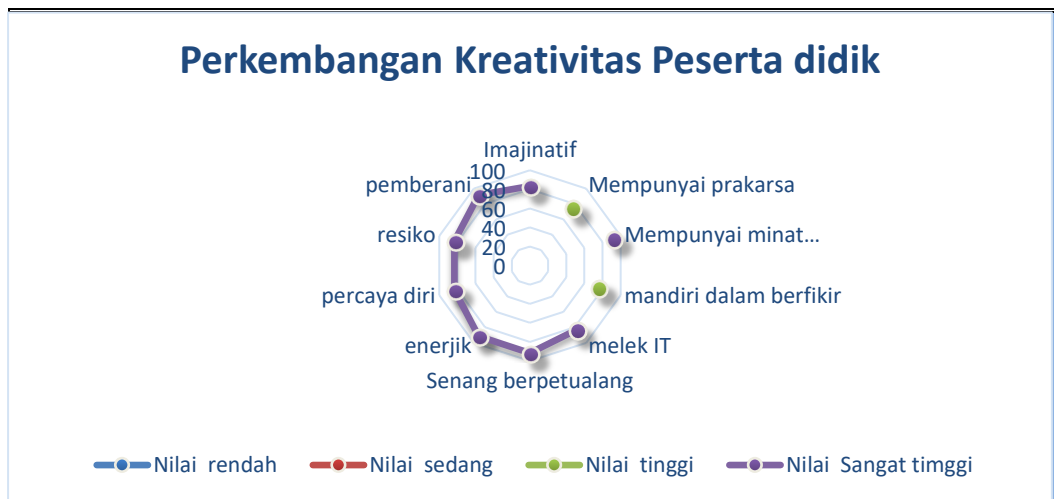 Perkembangan Kreativitas Peserta didik
Imajinatif
Mempunyai prakarsa
Mempunyai minat...
mandiri dalam berfikir
melek IT
Senang berpetualang
enerjik
percaya diri
resiko
pemberani
100
80
60
40
20
0
Nilai rendah
Nilai sedang
Nilai tinggi
Nilai Sangat timggi